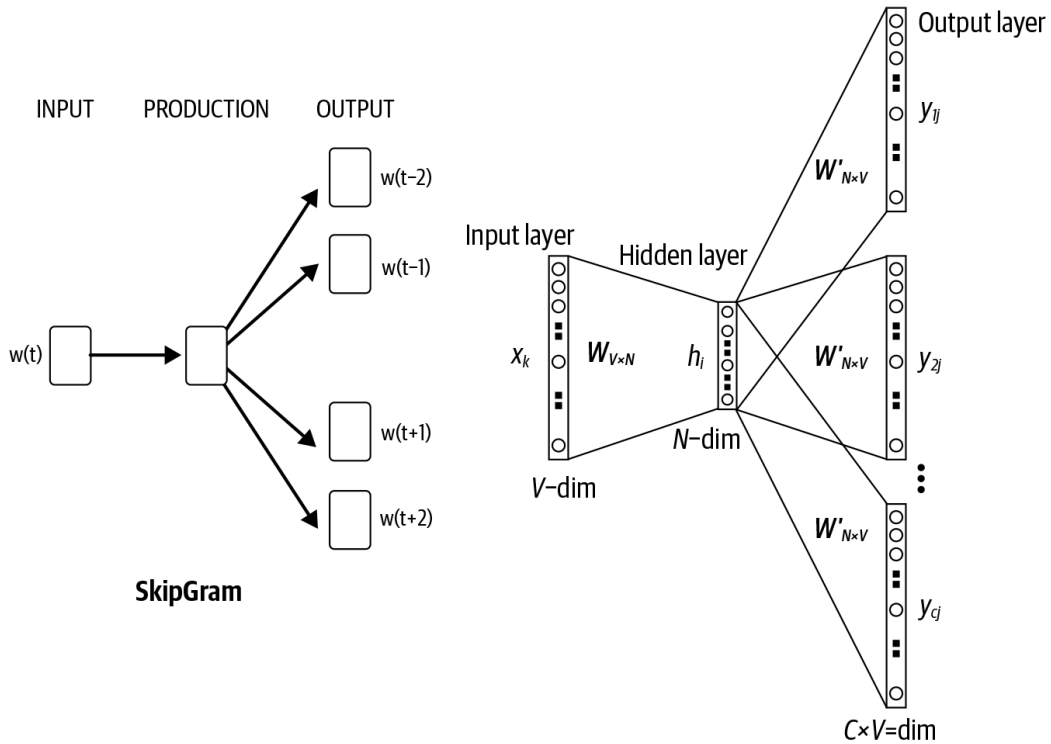 INPUT PRODUCTION OUTPUT
w(t−2)
w(t−1)
w(t)
w(t+1)
w(t+2)
SkipGram
Output layer
y1j
W'N×V
Input layer
Hidden layer
xk
WV×N
hi
W'N×V
y2j
N−dim
V−dim
W'N×V
ycj
C×V=dim